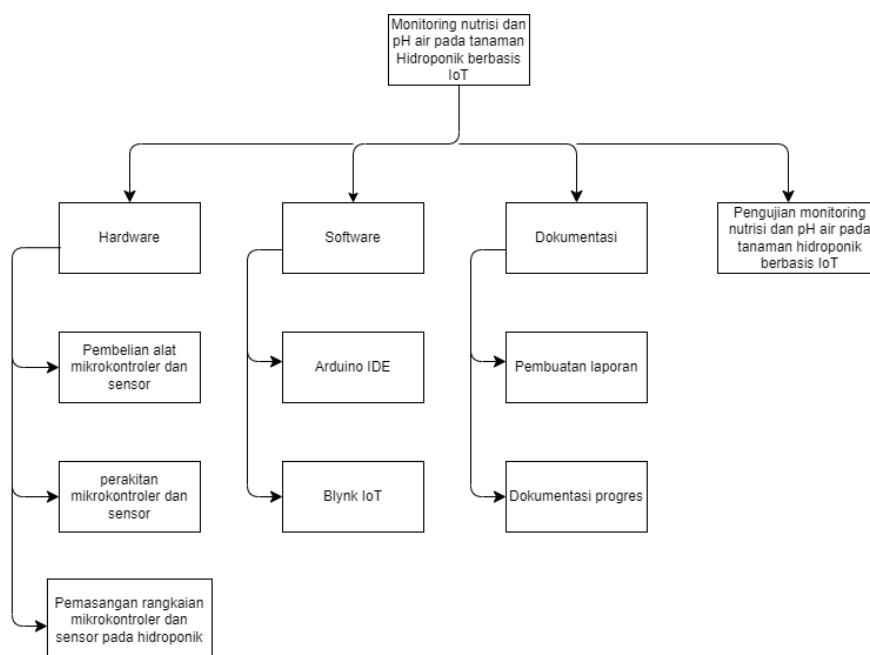 Monitoring nutrisi dan
pH air pada tanaman
Hidroponik berbasis
IoT
Hardware
Software
Dokumentasi
Pengujian monitoring
nutrisi dan pH air pada
tanaman hidroponik
berbasis IoT
Pembelian alat
mikrokontroler dan
sensor
Arduino IDE
Pembuatan laporan
perakitan
mikrokontroler dan
sensor
Blynk IoT
Dokumentasi progres
Pemasangan rangkaian
mikrokontroler dan
sensor pada hidroponik